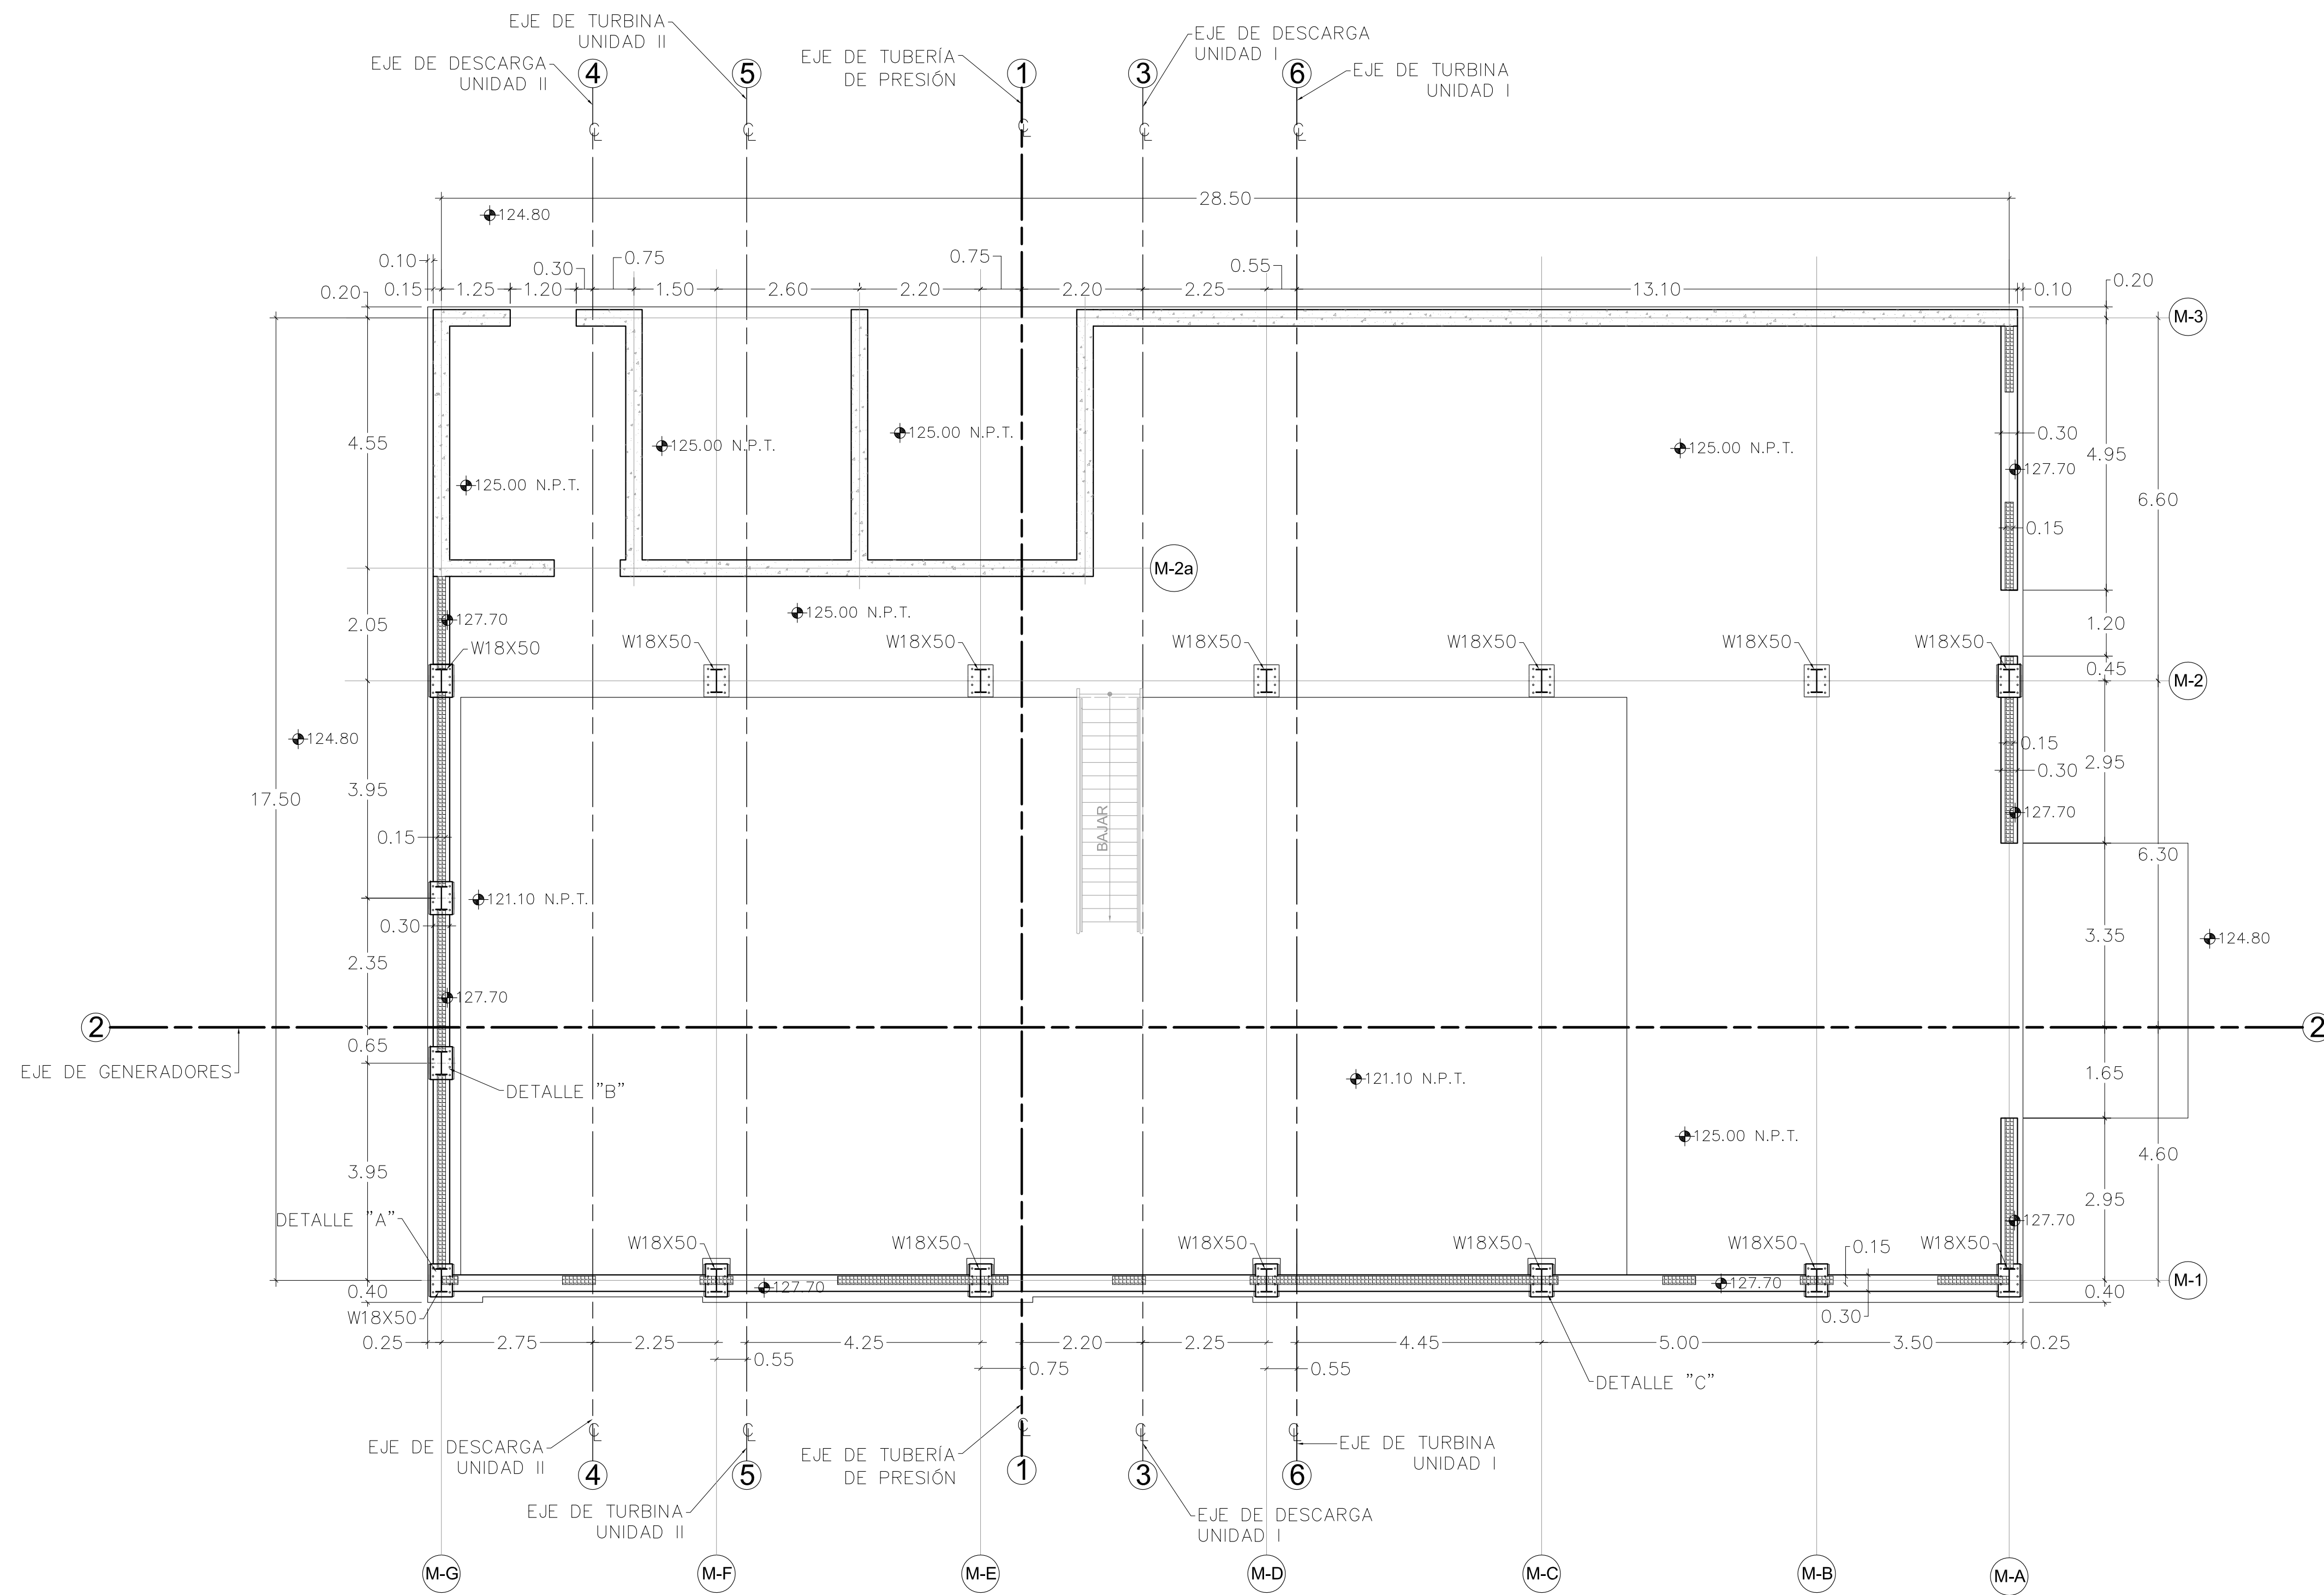 EJE DE TURBINA
UNIDAD II
EJE DE DESCARGA
UNIDAD II
EJE DE TUBERÍA
DE PRESIÓN
EJE DE DESCARGA
UNIDAD I
EJE DE TURBINA
UNIDAD I
4
5
1
3
6
℄
℄
℄
℄
℄
28.50
124.80
0.10
0.30
0.75
0.75
0.55
0.20
0.20
0.15
1.25
1.20
1.50
2.60
2.20
2.20
2.25
13.10
0.10
M-3
4.55
125.00 N.P.T.
125.00 N.P.T.
125.00 N.P.T.
125.00 N.P.T.
0.30
4.95
127.70
6.60
0.15
M-2a
2.05
127.70
125.00 N.P.T.
1.20
W18X50
W18X50
W18X50
W18X50
W18X50
W18X50
W18X50
0.45
M-2
124.80
0.15
2.95
0.30
3.95
17.50
BAJAR
127.70
0.15
6.30
121.10 N.P.T.
0.30
3.35
124.80
2.35
127.70
2
2
0.65
EJE DE GENERADORES
DETALLE "B"
121.10 N.P.T.
1.65
125.00 N.P.T.
4.60
3.95
2.95
DETALLE "A"
127.70
W18X50
W18X50
W18X50
W18X50
W18X50
W18X50
0.15
127.70
127.70
M-1
0.40
0.40
W18X50
0.30
0.25
2.75
2.25
4.25
2.20
2.25
4.45
5.00
3.50
0.25
0.55
0.75
0.55
DETALLE "C"
℄
℄
℄
℄
℄
EJE DE DESCARGA
UNIDAD II
EJE DE TUBERÍA
DE PRESIÓN
EJE DE TURBINA
UNIDAD I
4
5
1
3
6
EJE DE TURBINA
UNIDAD II
EJE DE DESCARGA
UNIDAD I
M-G
M-F
M-E
M-D
M-C
M-B
M-A